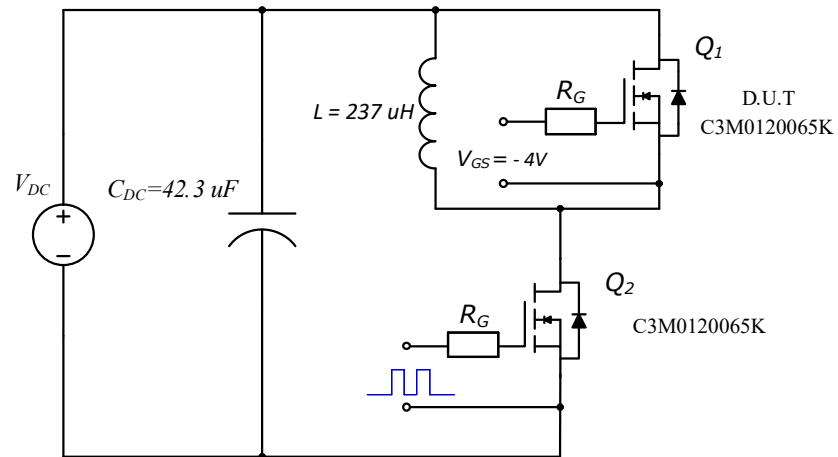 Q1
RG
D.U.T
C3M0120065K
L = 237 uH
VGS = - 4V
VDC
CDC=42.3 uF
+
−
Q2
RG
C3M0120065K